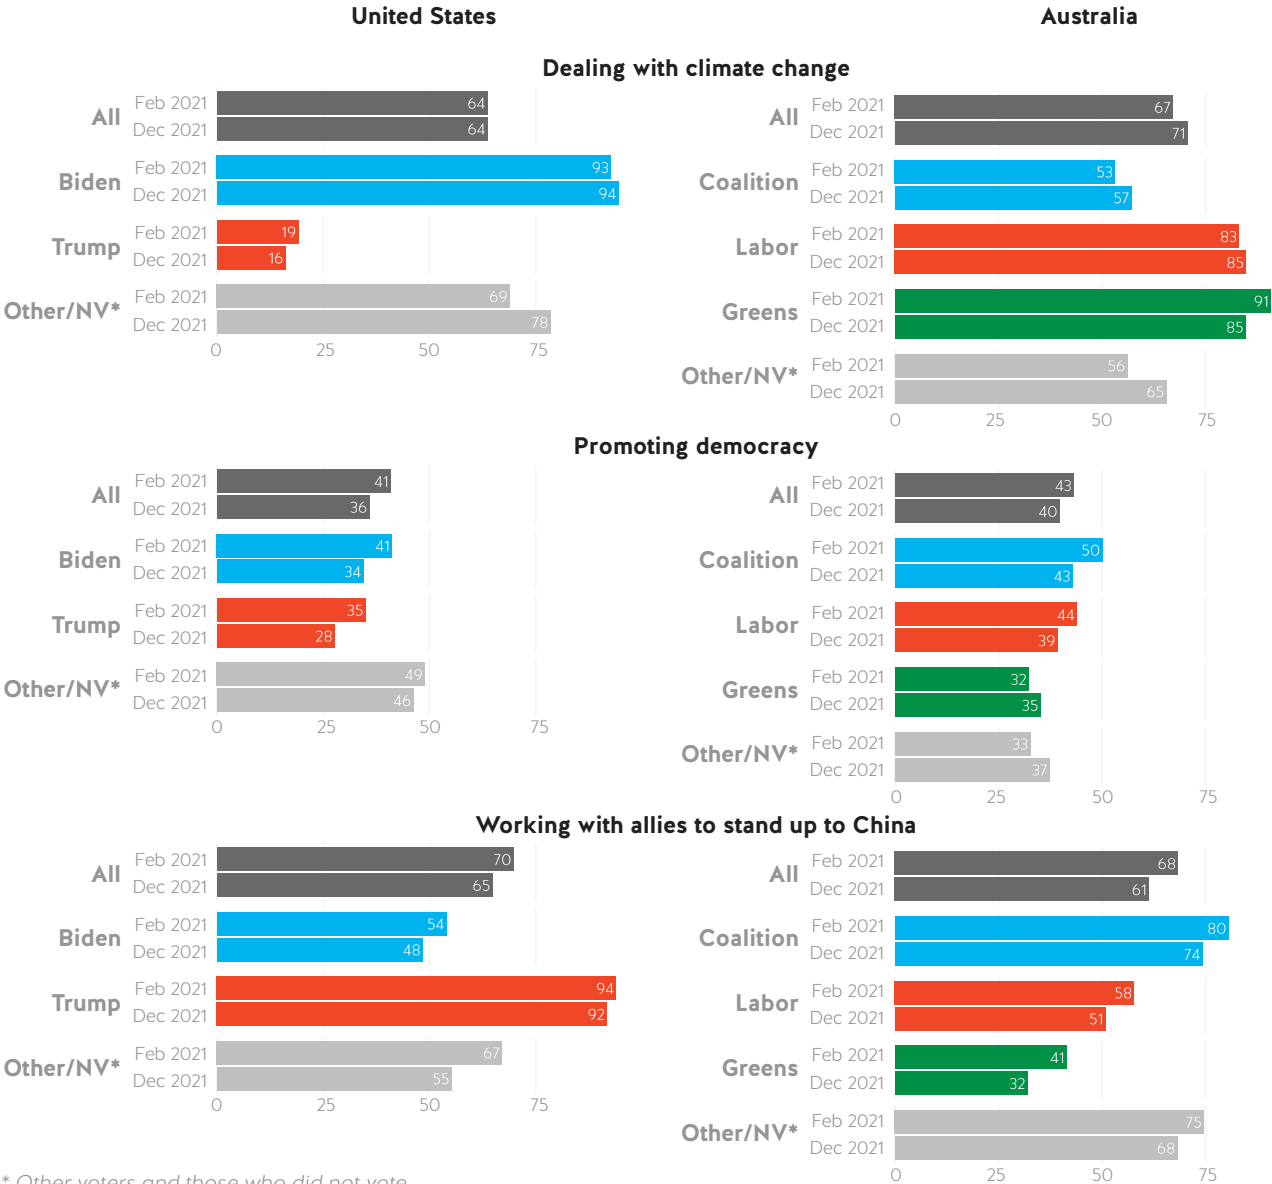 United States
Australia
Dealing with climate change
All
Feb 2021
64
Dec 2021
64
Biden
Feb 2021
93
Dec 2021
94
Trump
Feb 2021
19
Dec 2021
16
Other/NV*
Feb 2021
69
Dec 2021
78
0 25 50 75
All
Feb 2021
67
Dec 2021
71
Coalition
Feb 2021
53
Dec 2021
57
Labor
Feb 2021
83
Dec 2021
85
Greens
Feb 2021
91
Dec 2021
85
Other/NV*
Feb 2021
56
Dec 2021
65
0 25 50 75
Promoting democracy
All
Feb 2021
41
Dec 2021
36
Biden
Feb 2021
41
Dec 2021
34
Trump
Feb 2021
35
Dec 2021
28
Other/NV*
Feb 2021
49
Dec 2021
46
0 25 50 75
All
Feb 2021
43
Dec 2021
40
Coalition
Feb 2021
50
Dec 2021
43
Labor
Feb 2021
44
Dec 2021
39
Greens
Feb 2021
32
Dec 2021
35
Other/NV*
Feb 2021
33
Dec 2021
37
0 25 50 75
Working with allies to stand up to China
All
Feb 2021
70
Dec 2021
65
Biden
Feb 2021
54
Dec 2021
48
Trump
Feb 2021
94
Dec 2021
92
Other/NV*
Feb 2021
67
Dec 2021
55
0 25 50 75
All
Feb 2021
68
Dec 2021
61
Coalition
Feb 2021
80
Dec 2021
74
Labor
Feb 2021
58
Dec 2021
51
Greens
Feb 2021
41
Dec 2021
32
Other/NV*
Feb 2021
75
Dec 2021
68
0 25 50 75
* Other voters and those who did not vote